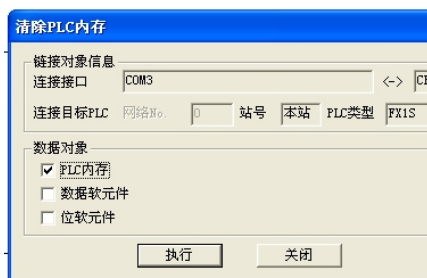 清除PLC内存
链接对象信息
连接接口 COM3 <->
连接目标PLC 网络No. 0 站号 本站 PLC类型 FX1S
数据对象
PLC内存
数据软元件
位软元件
执行 关闭